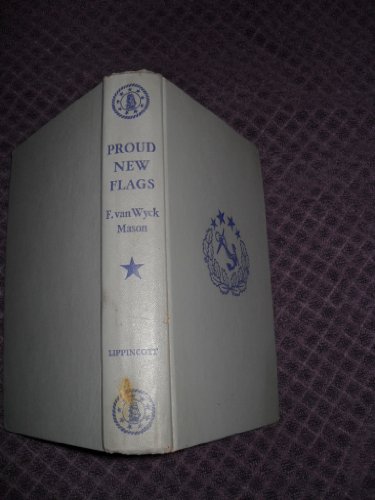 PROUD
NEW
FLAGS
F. van Wyck
Mason
LIPPINCOTT